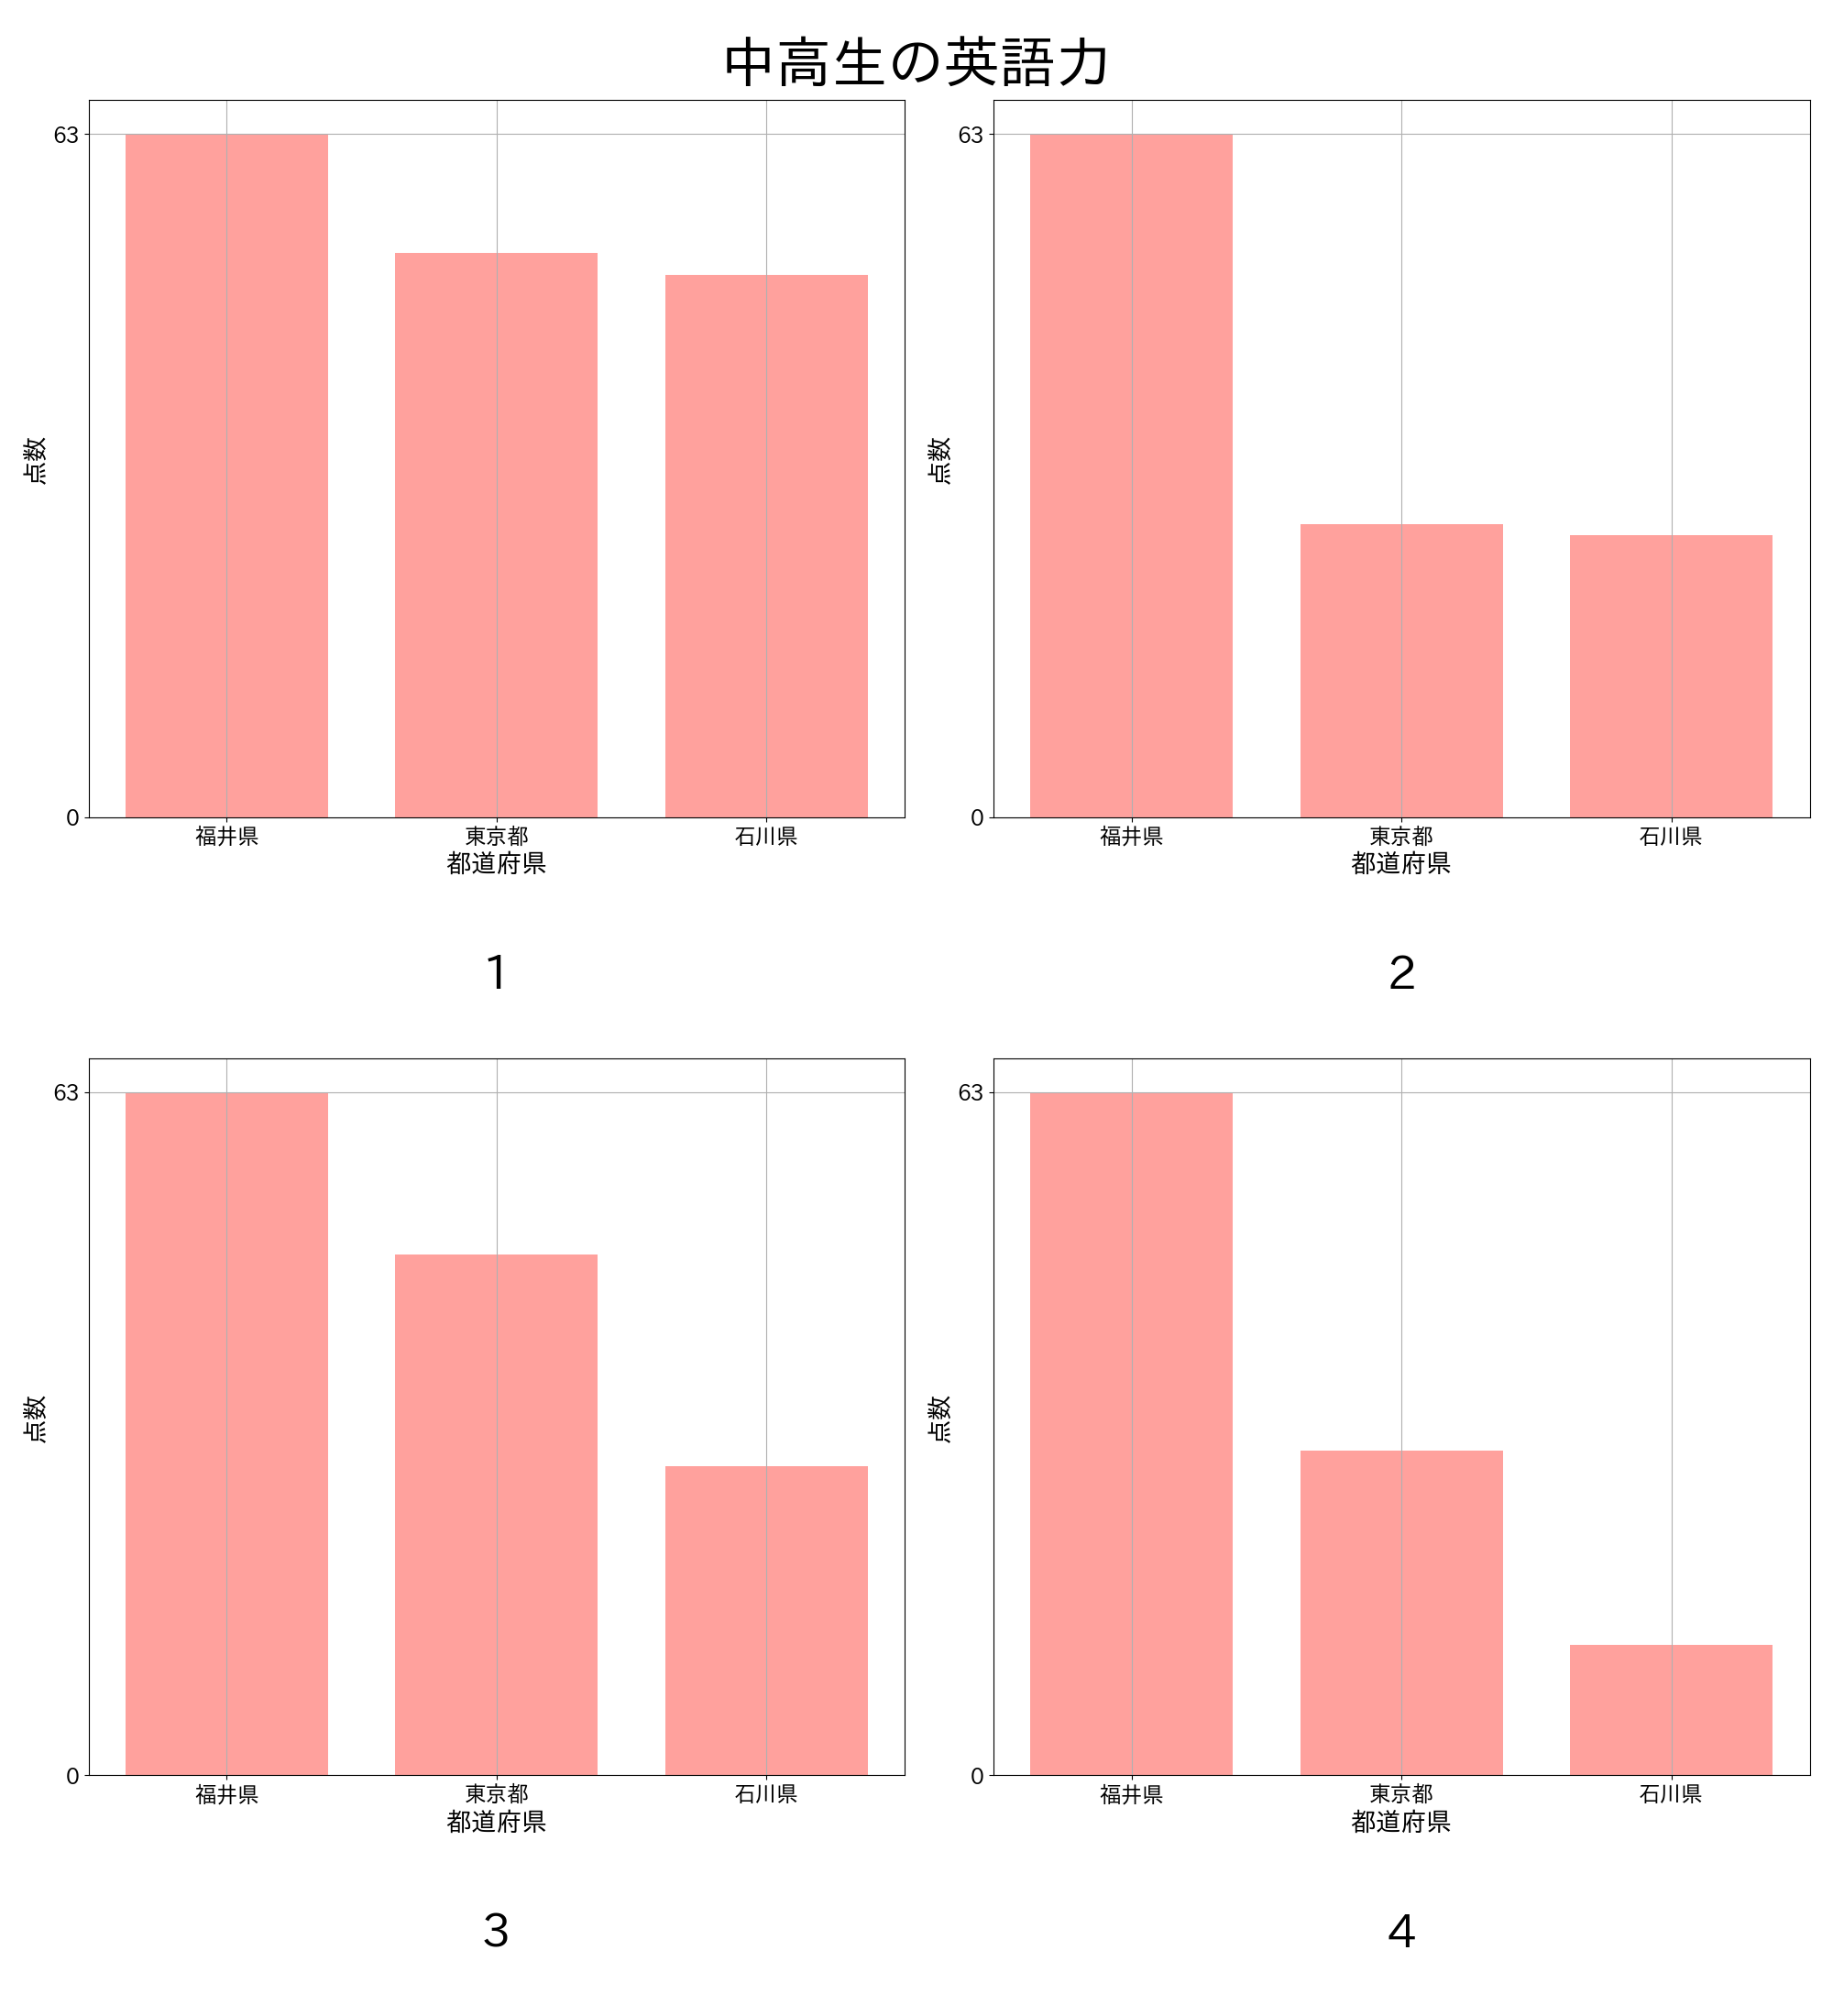 中高生の英語力
63
点数
0
福井県 東京都 石川県
都道府県
1
63
点数
0
福井県 東京都 石川県
都道府県
2
63
点数
0
福井県 東京都 石川県
都道府県
3
63
点数
0
福井県 東京都 石川県
都道府県
4